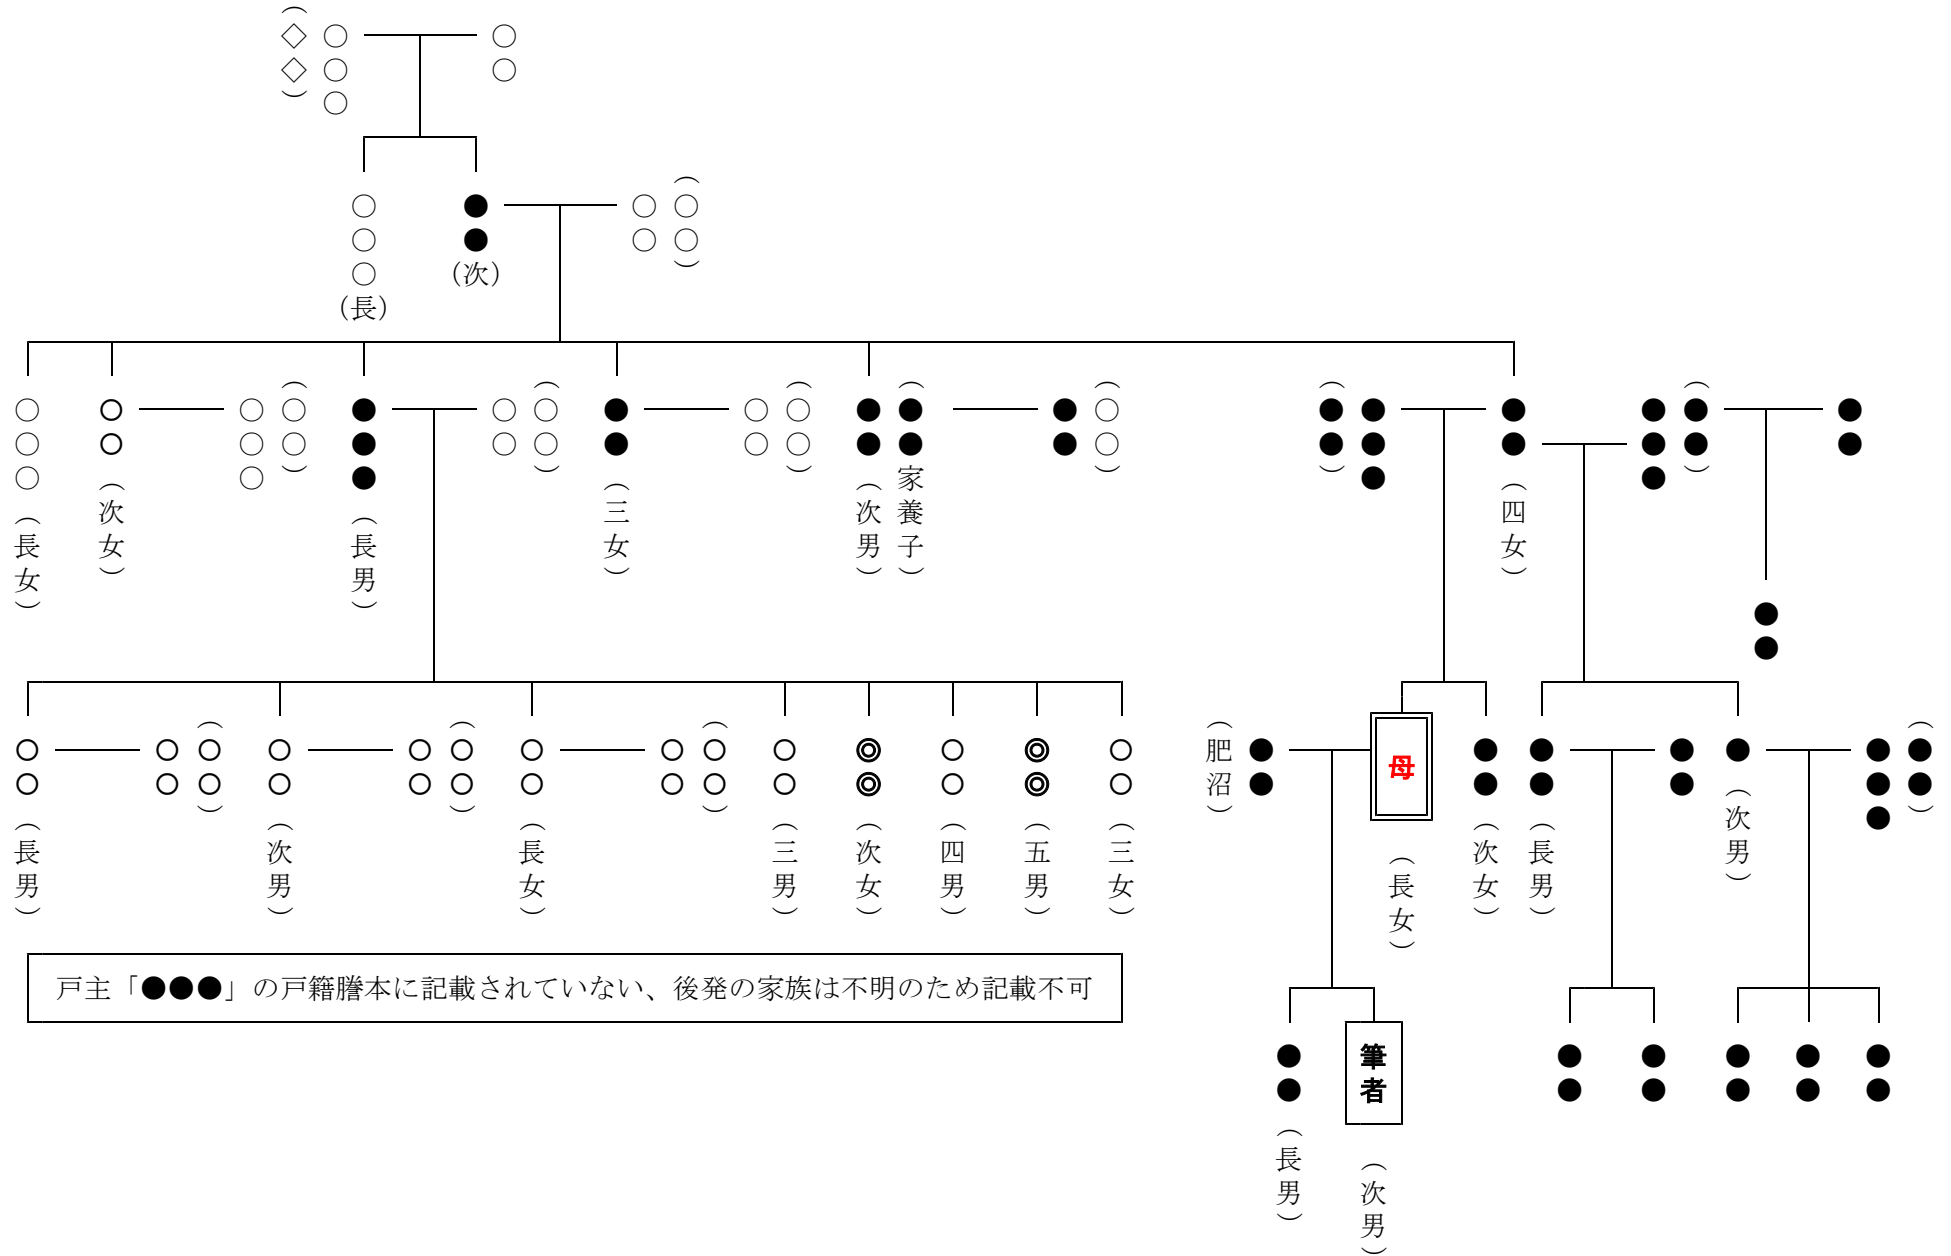 (◇◇)
○○○
○○
○○○(長)
●●(次)
○○
(○○)
○○○(長女)
○○(次女)
○○○
(○○)
●●●(長男)
○○
(○○)
●●(三女)
○○
(○○)
●●(次男)
(●●家養子)
●●
(○○)
(●●)
●●●
●●(四女)
●●●
(●●)
●●
●●
○○(長男)
○○
(○○)
○○(次男)
○○
(○○)
○○(長女)
○○
(○○)
○○(三男)
◎◎(次女)
○○(四男)
◎◎(五男)
○○(三女)
(肥沼)
●●
母(長女)
●●(次女)
●●(長男)
●●
●(次男)
●●●
(●●)
戸主「●●●」の戸籍謄本に記載されていない、後発の家族は不明のため記載不可
●●(長男)
筆者(次男)
●●
●●
●●
●●
●●